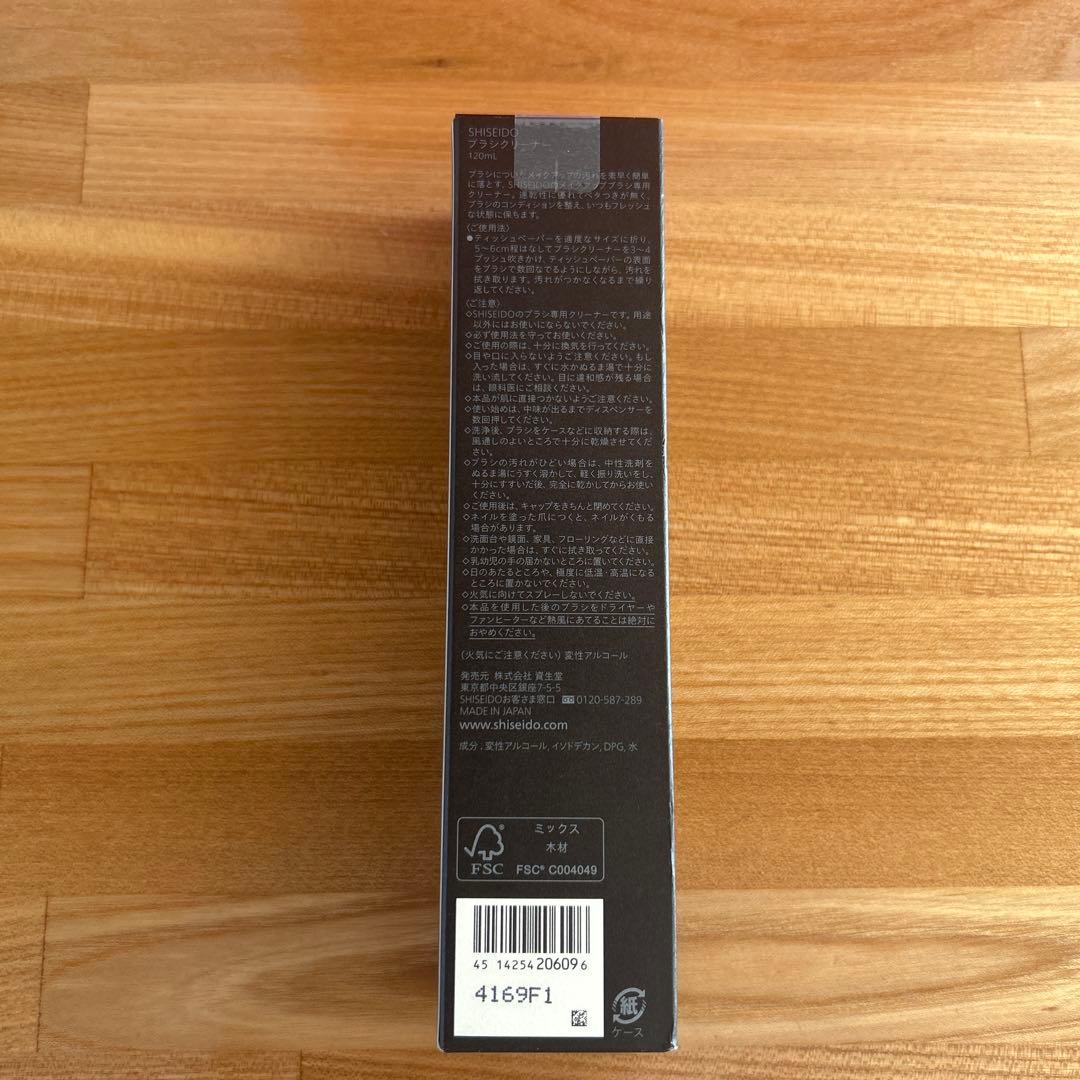 SHISEIDO
ブラシクリーナー
120mL
ブラシについたメイクアップの汚れを素早く簡単
に落とす、SHISEIDOのメイクアップブラシ専用
クリーナー。速乾性に優れてベタつきが無く、
ブラシのコンディションを整え、いつもフレッシュ
な状態に保ちます。
〈ご使用法〉
●ティッシュペーパーを適度なサイズに折り、
5〜6cm程はなしてブラシクリーナーを3〜4
プッシュ吹きかけ、ティッシュペーパーの表面
をブラシで数回なでるようにしながら、汚れを
拭き取ります。汚れがつかなくなるまで繰り
返してください。
〈ご注意〉
◇SHISEIDOのブラシ専用クリーナーです。用途
以外にはお使いにならないでください。
◇必ず使用法を守ってお使いください。
◇ご使用の際は、十分に換気を行ってください。
◇目や口に入らないようご注意ください。もし
入った場合は、すぐに水かぬるま湯で十分に
洗い流してください。目に違和感が残る場合
は、眼科医にご相談ください。
◇本品が肌に直接つかないようご注意ください。
◇使い始めは、中味が出るまでディスペンサーを
数回押してください。
◇洗浄後、ブラシをケースなどに収納する際は、
風通しのよいところで十分に乾燥させてくだ
さい。
◇ブラシの汚れがひどい場合は、中性洗剤を
ぬるま湯にうすく溶かして、軽く振り洗いをし、
十分にすすいだ後、完全に乾かしてからお使い
ください。
◇ご使用後は、キャップをきちんと閉めてください。
◇ネイルを塗った爪につくと、ネイルがくもる
場合があります。
◇洗面台や鏡面、家具、フローリングなどに直接
かかった場合は、すぐに拭き取ってください。
◇乳幼児の手の届かないところに置いてください。
◇日のあたるところや、極度に低温・高温になる
ところに置かないでください。
◇火気に向けてスプレーしないでください。
◇本品を使用した後のブラシをドライヤーや
ファンヒーターなど熱風にあてることは絶対に
おやめください。
(火気にご注意ください) 変性アルコール
発売元 株式会社 資生堂
東京都中央区銀座7-5-5
SHISEIDOお客さま窓口 0120-587-289
MADE IN JAPAN
www.shiseido.com
成分：変性アルコール, イソドデカン, DPG, 水
ミックス
木材
FSC
FSC® C004049
45 14254 20609 6
4169F1
紙
ケース